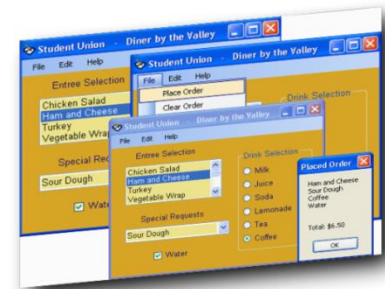 Student Union - Diner by the Valley
File Edit Help
Entree Selection
Chicken Salad
Ham and Cheese
Turkey
Vegetable Wrap
Special Req
Sour Dough
Water
Student Union - Diner by the Valley
File Edit Help
Place Order
Clear Order
Drink Selection
Student Union - Diner by the Valley
File Edit Help
Entree Selection
Chicken Salad
Ham and Cheese
Turkey
Vegetable Wrap
Special Requests
Sour Dough
Water
Drink Selection
Milk
Juice
Soda
Lemonade
Tea
Coffee
Placed Order
Ham and Cheese
Sour Dough
Coffee
Water
Total: $6.50
OK